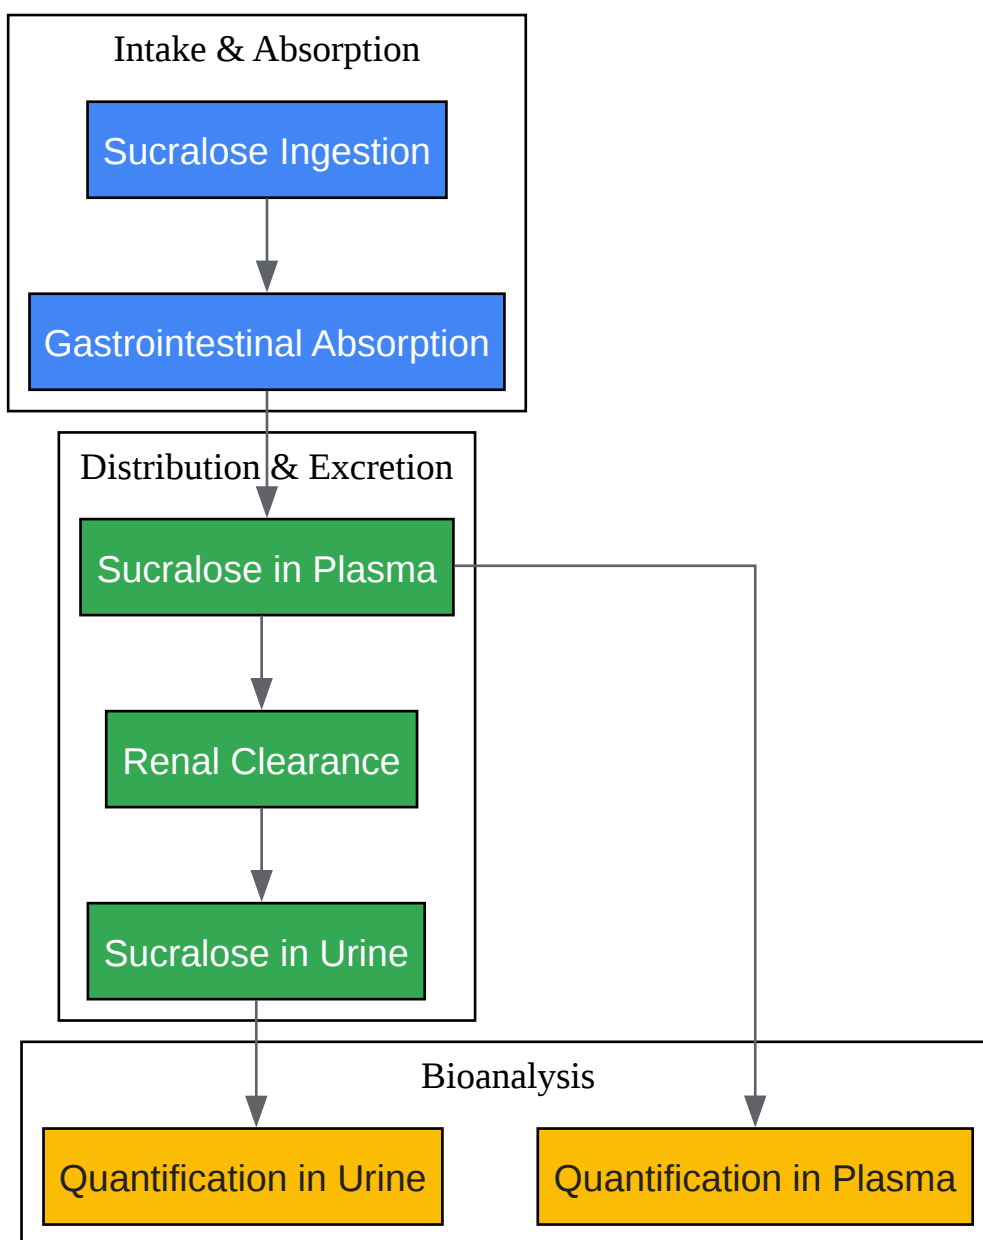 Intake & Absorption
Sucralose Ingestion
Gastrointestinal Absorption
Distribution & Excretion
Sucralose in Plasma
Renal Clearance
Sucralose in Urine
Bioanalysis
Quantification in Urine
Quantification in Plasma